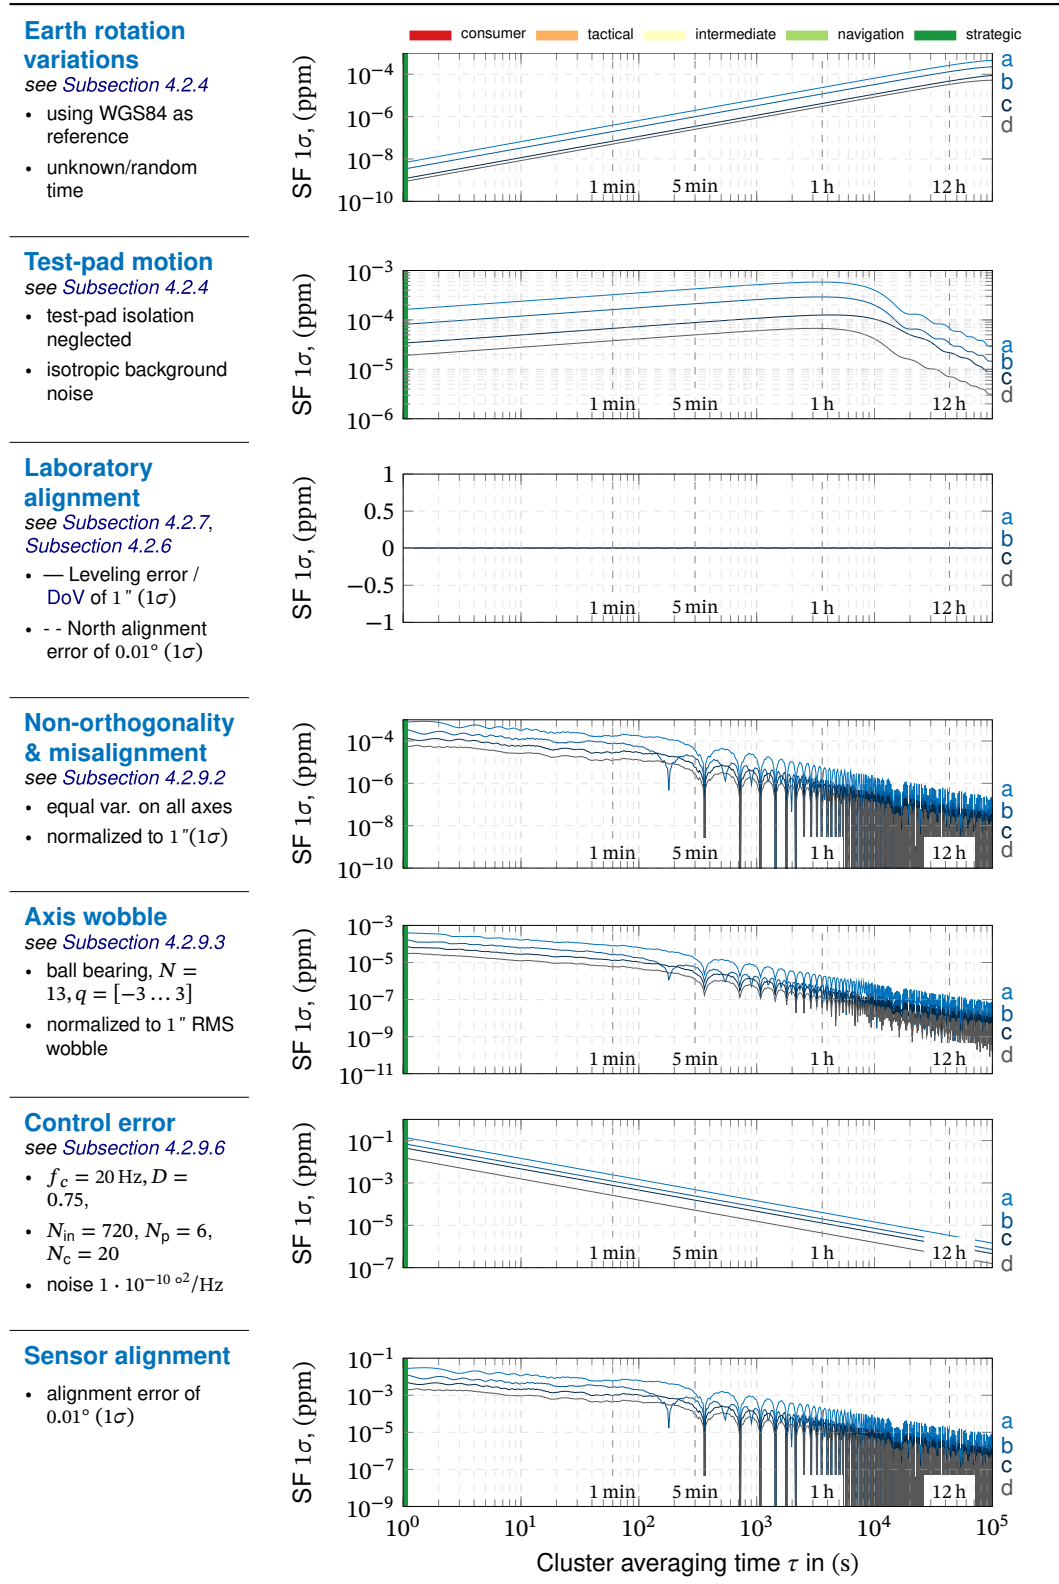 Earth rotation
variations
see Subsection 4.2.4
• using WGS84 as
reference
• unknown/random
time
consumer tactical intermediate navigation strategic
SF 1σ, (ppm)
10⁻⁴
10⁻⁶
10⁻⁸
10⁻¹⁰
1 min 5 min 1 h 12 h
a
b
c
d
Test-pad motion
see Subsection 4.2.4
• test-pad isolation
neglected
• isotropic background
noise
SF 1σ, (ppm)
10⁻³
10⁻⁴
10⁻⁵
10⁻⁶
1 min 5 min 1 h 12 h
a
b
c
d
Laboratory
alignment
see Subsection 4.2.7,
Subsection 4.2.6
• — Leveling error /
DoV of 1 ″ (1σ)
• - - North alignment
error of 0.01° (1σ)
SF 1σ, (ppm)
1
0.5
0
−0.5
−1
1 min 5 min 1 h 12 h
a
b
c
d
Non-orthogonality
& misalignment
see Subsection 4.2.9.2
• equal var. on all axes
• normalized to 1 ″(1σ)
SF 1σ, (ppm)
10⁻⁴
10⁻⁶
10⁻⁸
10⁻¹⁰
1 min 5 min 1 h 12 h
a
b
c
d
Axis wobble
see Subsection 4.2.9.3
• ball bearing, N =
13, q = [−3 … 3]
• normalized to 1 ″ RMS
wobble
SF 1σ, (ppm)
10⁻³
10⁻⁵
10⁻⁷
10⁻⁹
10⁻¹¹
1 min 5 min 1 h 12 h
a
b
c
d
Control error
see Subsection 4.2.9.6
• f_c = 20 Hz, D =
0.75,
• N_in = 720, N_p = 6,
N_c = 20
• noise 1 · 10⁻¹⁰ °²/Hz
SF 1σ, (ppm)
10⁻¹
10⁻³
10⁻⁵
10⁻⁷
1 min 5 min 1 h 12 h
a
b
c
d
Sensor alignment
• alignment error of
0.01° (1σ)
SF 1σ, (ppm)
10⁻¹
10⁻³
10⁻⁵
10⁻⁷
10⁻⁹
1 min 5 min 1 h 12 h
a
b
c
d
10⁰ 10¹ 10² 10³ 10⁴ 10⁵
Cluster averaging time τ in (s)